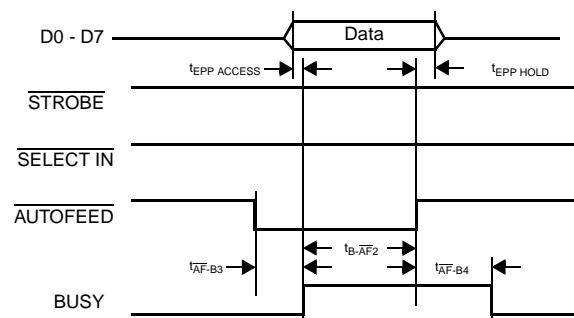 D0 - D7
Data
tEPP ACCESS
tEPP HOLD
STROBE
SELECT IN
AUTOFEED
tB-AF2
tAF-B3
tAF-B4
BUSY